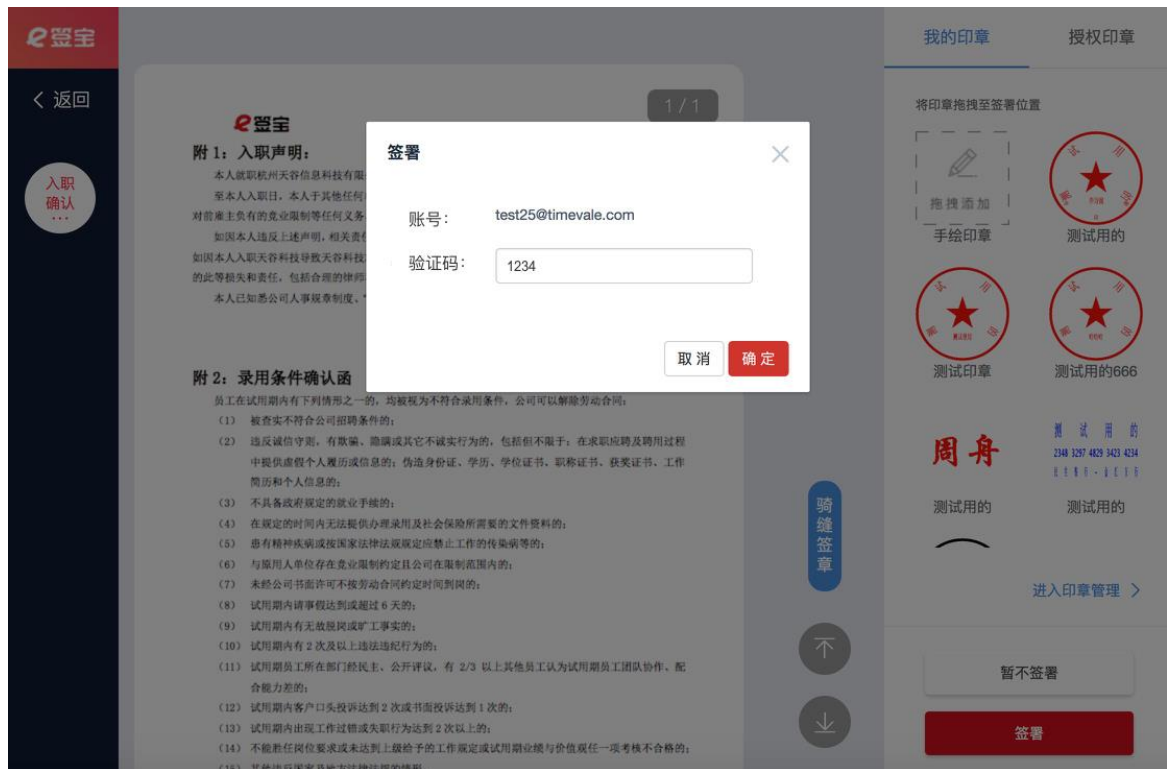 e签宝
返回
入职
确认
...
1 / 1
e签宝
附 1：入职声明：
本人就职杭州天谷信息科技有限
至本人入职日，本人于其他任何
对前雇主负有的竞业限制等任何义务
如因本人违反上述声明，相关责任
如因本人入职天谷科技导致天谷科技
的此等损失和责任，包括合理的律师
本人已知悉公司人事规章制度、
签署
账号：
test25@timevale.com
验证码：
1234
取 消
确 定
附 2：录用条件确认函
员工在试用期内有下列情形之一的，均被视为不符合录用条件，公司可以解除劳动合同：
（1） 被查实不符合公司招聘条件的；
（2） 违反诚信守则，有欺骗、隐瞒或其它不诚实行为的，包括但不限于：在求职应聘及聘用过程
中提供虚假个人履历或信息的；伪造身份证、学历、学位证书、职称证书、获奖证书、工作
简历和个人信息的；
（3） 不具备政府规定的就业手续的；
（4） 在规定的时间内无法提供办理录用及社会保险所需要的文件资料的；
（5） 患有精神疾病或按国家法律法规规定应禁止工作的传染病等的；
（6） 与原用人单位存在竞业限制约定且公司在限制范围内的；
（7） 未经公司书面许可不按劳动合同约定时间到岗的；
（8） 试用期内请事假达到或超过 6 天的；
（9） 试用期内有无故脱岗或旷工事实的；
（10） 试用期内有 2 次及以上违法违纪行为的；
（11） 试用期员工所在部门经民主、公开评议，有 2/3 以上其他员工认为试用期员工团队协作、配
合能力差的；
（12） 试用期内客户口头投诉达到 2 次或书面投诉达到 1 次的；
（13） 试用期内出现工作过错或失职行为达到 2 次以上的；
（14） 不能胜任岗位要求或未达到上级给予的工作规定或试用期业绩与价值观任一项考核不合格的；
骑缝签章
我的印章
授权印章
将印章拖拽至签署位置
拖拽添加
手绘印章
测试用的
测试印章
测试用的666
周舟
测试用的
2348 3297 4829 3423 4234
测试用的
测试用的
进入印章管理
暂不签署
签署